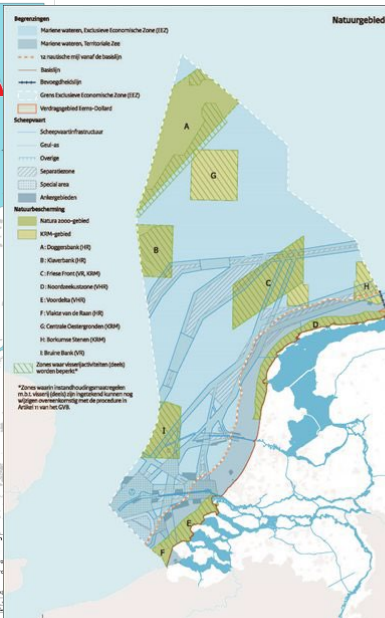 Natuurgebied
Begrenzingen
Mariene wateren, Exclusieve Economische Zone (EEZ)
Mariene wateren, Territoriale Zee
12 nautische mijl vanaf de basislijn
Basislijn
Bevoegdheidslijn
Grens Exclusieve Economische Zone (EEZ)
Verdragsgebied Eems-Dollard
Scheepvaart
Scheepvaartinfrastructuur
Geul-as
Overige
Separatiezone
Special area
Ankergebieden
Natuurbescherming
Natura 2000-gebied
KRM-gebied
A: Doggersbank (HR)
B: Klaverbank (HR)
C: Friese Front (VR, KRM)
D: Noordzeekustzone (VHR)
E: Voordelta (VHR)
F: Vlakte van de Raan (HR)
G: Centrale Oestergronden (KRM)
H: Borkumse Stenen (KRM)
I: Bruine Bank (VR)
Zones waar visserijactiviteiten (deels)
worden beperkt*
*Zones waarin instandhoudingsmaatregelen
m.b.t. visserij (deels) zijn ingetekend kunnen nog
wijzigen overeenkomstig met de procedure in
Artikel 11 van het GVB.
A
G
B
C
H
D
I
E
F